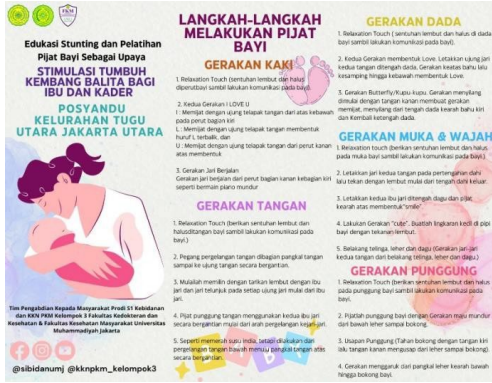 Edukasi Stunting dan Pelatihan
Pijat Bayi Sebagai Upaya
STIMULASI TUMBUH
KEMBANG BALITA BAGI
IBU DAN KADER
POSYANDU
KELURAHAN TUGU
UTARA JAKARTA UTARA
Tim Pengabdian Kepada Masyarakat Prodi S1 Kebidanan
dan KKN PKM Kelompok 3 Fakultas Kedokteran dan
Kesehatan & Fakultas Kesehatan Masyarakat Universitas
Muhammadiyah Jakarta
@sibidanumj @kknpkm_kelompok3
LANGKAH-LANGKAH
MELAKUKAN PIJAT
BAYI
GERAKAN KAKI
1. Relaxation Touch (sentuhan lembut dan halus
diperutbayi sambil lakukan komunikasi pada bayi).
2. Kedua Gerakan I LOVE U
I : Memijat dengan ujung telapak tangan dari atas kebawah
pada perut bagian kiri
L : Memijat dengan ujung telapak tangan membentuk
huruf L terbalik, dan
U : Memijat dengan ujung telapak tangan dari perut kanan
atas membentuk
3. Gerakan Jari Berjalan
Gerakan jari berjalan dari perut bagian kanan kebagian kiri
seperti bermain piano mundur
GERAKAN TANGAN
1. Relaxation Touch (berikan sentuhan lembut dan
halusditangan bayi sambil lakukan komunikasi pada
bayi.)
2. Pegang pergelangan tangan dibagian pangkal tangan
sampai ke ujung tangan secara bergantian.
3. Mulailah memilin dengan tarikan lembut dengan ibu
jari dan jari telunjuk pada setiap ujung jari mulai dari ibu
jari.
4. Pijat punggung tangan menggunakan kedua ibu jari
secara bergantian mulai dari arah pergelangan kejari jari.
5. Seperti memerah susu india, tetapi dilakukan dari
pergelangan tangan bawah menuju pangkal tangan atas
secara bergantian.
GERAKAN DADA
1. Relaxation Touch ( sentuhan lembut dan halus di dada
bayi sambil lakukan komunikasi pada bayi).
2. Kedua Gerakan membentuk Love. Letakkan ujung jari
kedua tangan ditengah dada. Gerakan keatas bahu lalu
kesamping hingga kebawah membentuk Love.
3. Gerakan Butterfly/Kupu-kupu. Gerakan menyilang
dimulai dengan tangan kanan membuat gerakan
memijat, menyilang dari tengah dada kearah bahu kiri
dan Kembali ketengah dada.
GERAKAN MUKA & WAJAH
1. Relaxation touch (berikan sentuhan lembut dan halus
pada muka bayi sambil lakukan komunikasi pada bayi).
2. Letakkan jari kedua tangan pada pertengahan dahi
lalu tekan dengan lembut mulai dari tengah dahi keluar.
3. Letakkan kedua ibu jari ditengah dagu dan pijat
kearah atas membentuk"smile"
4. Lakukan Gerakan "cute". Buatlah lingkaran kecil di pipi
bayi dengan tekanan lembut.
5. Belakang telinga, leher dan dagu (Gerakan jari-jari
kedua tangan dari belakang telinga, leher dan dagu.)
GERAKAN PUNGGUNG
1. Relaxation Touch (Berikan sentuhan lembut dan halus
pada punggung bayi sambil lakukan komunikasi pada
bayi).
2. Pijatlah punggung bayi dengan Gerakan maju mundur
dari bawah leher sampai bokong.
3. Usapan Punggung (Tahan bokong dengan tangan kiri
lalu tangan kanan mengusap dari leher sampai bokong).
4. Gerakan menggaruk dari pangkal leher kearah bawah
hingga bokong bayi.